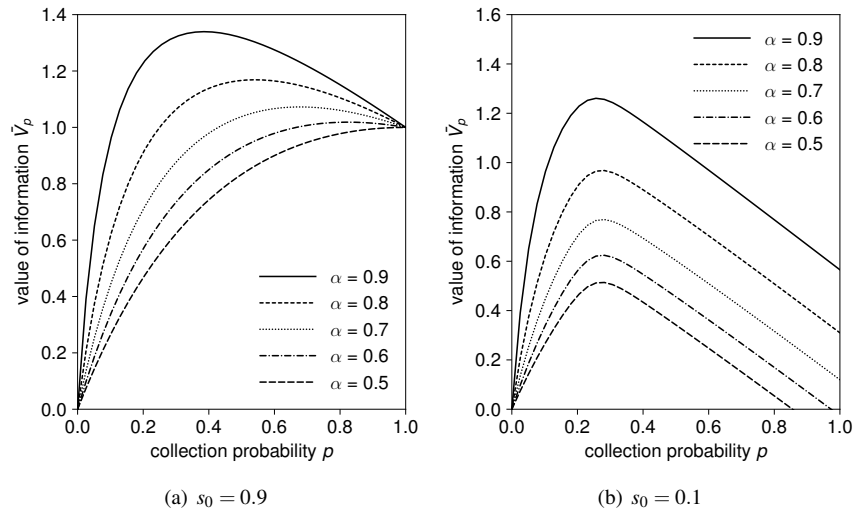 1.4
1.2
1.0
0.8
0.6
0.4
0.2
0.0
value of information V̄ₚ
0.0 0.2 0.4 0.6 0.8 1.0
collection probability p
α = 0.9
α = 0.8
α = 0.7
α = 0.6
α = 0.5
(a) s₀ = 0.9
1.6
1.4
1.2
1.0
0.8
0.6
0.4
0.2
0.0
value of information V̄ₚ
0.0 0.2 0.4 0.6 0.8 1.0
collection probability p
α = 0.9
α = 0.8
α = 0.7
α = 0.6
α = 0.5
(b) s₀ = 0.1